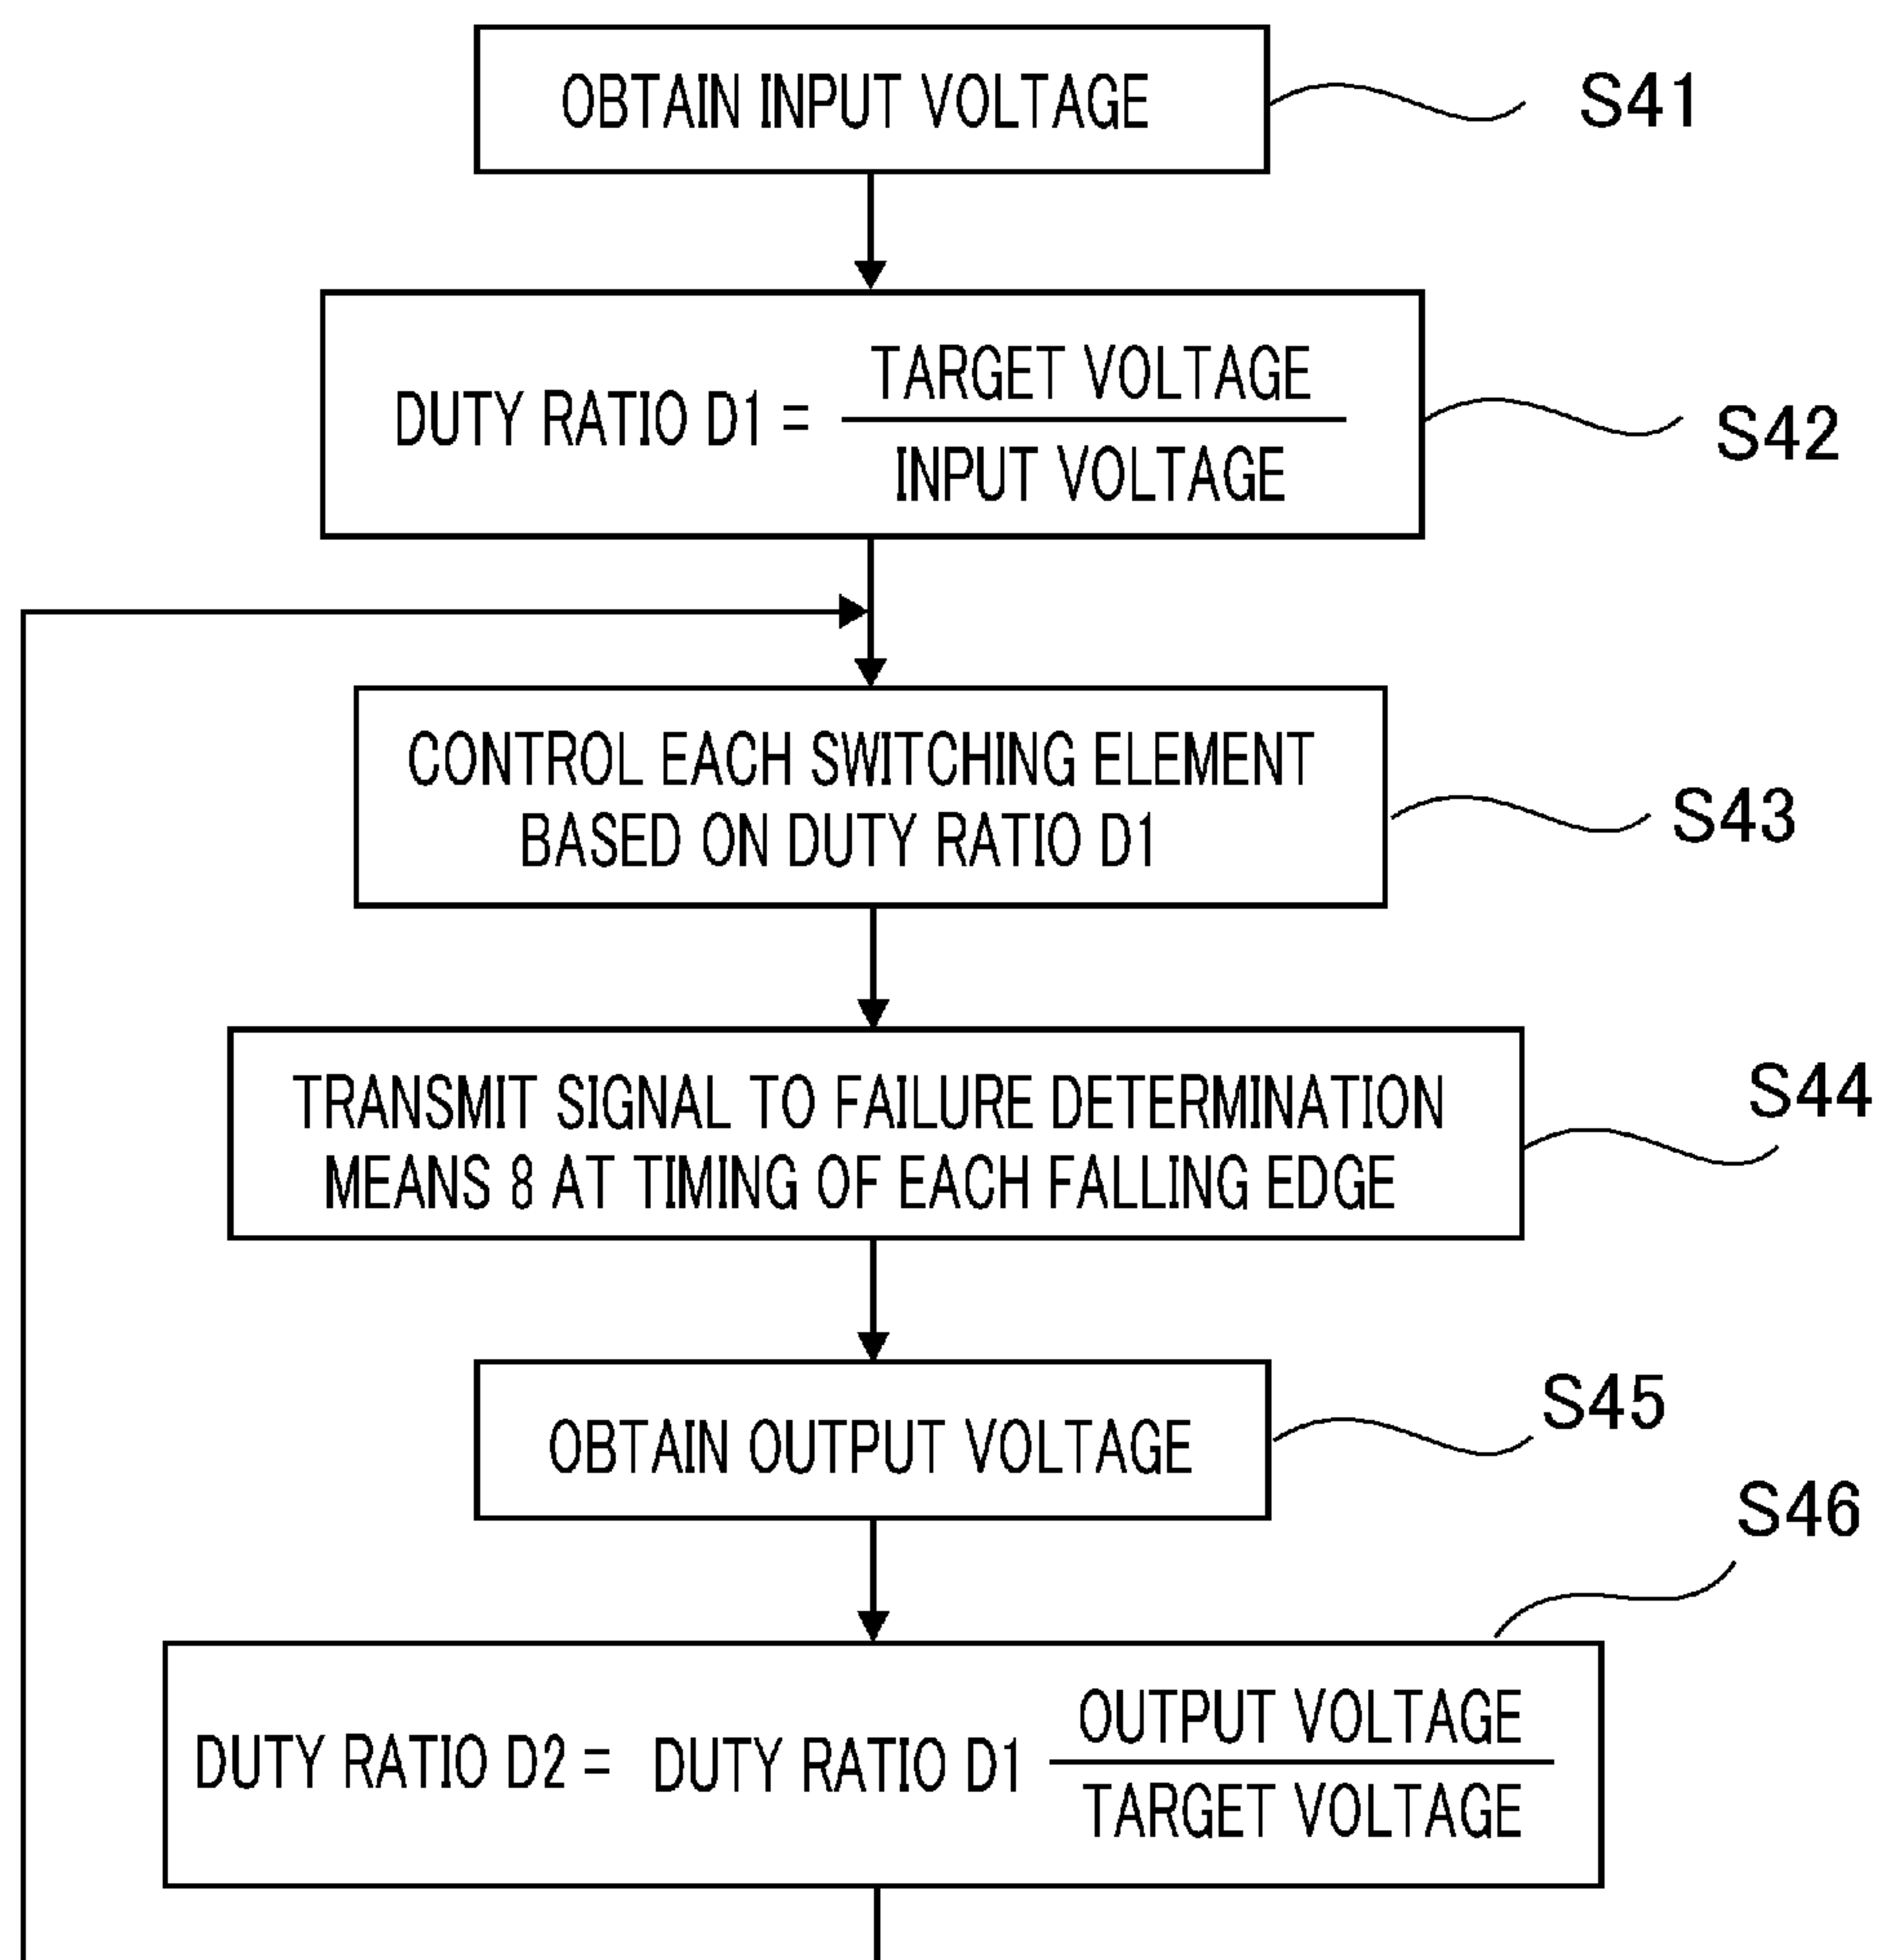 OBTAIN INPUT VOLTAGE
S41
DUTY RATIO D1 =
TARGET VOLTAGE
INPUT VOLTAGE
S42
CONTROL EACH SWITCHING ELEMENT
BASED ON DUTY RATIO D1
S43
TRANSMIT SIGNAL TO FAILURE DETERMINATION
MEANS 8 AT TIMING OF EACH FALLING EDGE
S44
OBTAIN OUTPUT VOLTAGE
S45
S46
DUTY RATIO D2 = DUTY RATIO D1
OUTPUT VOLTAGE
TARGET VOLTAGE